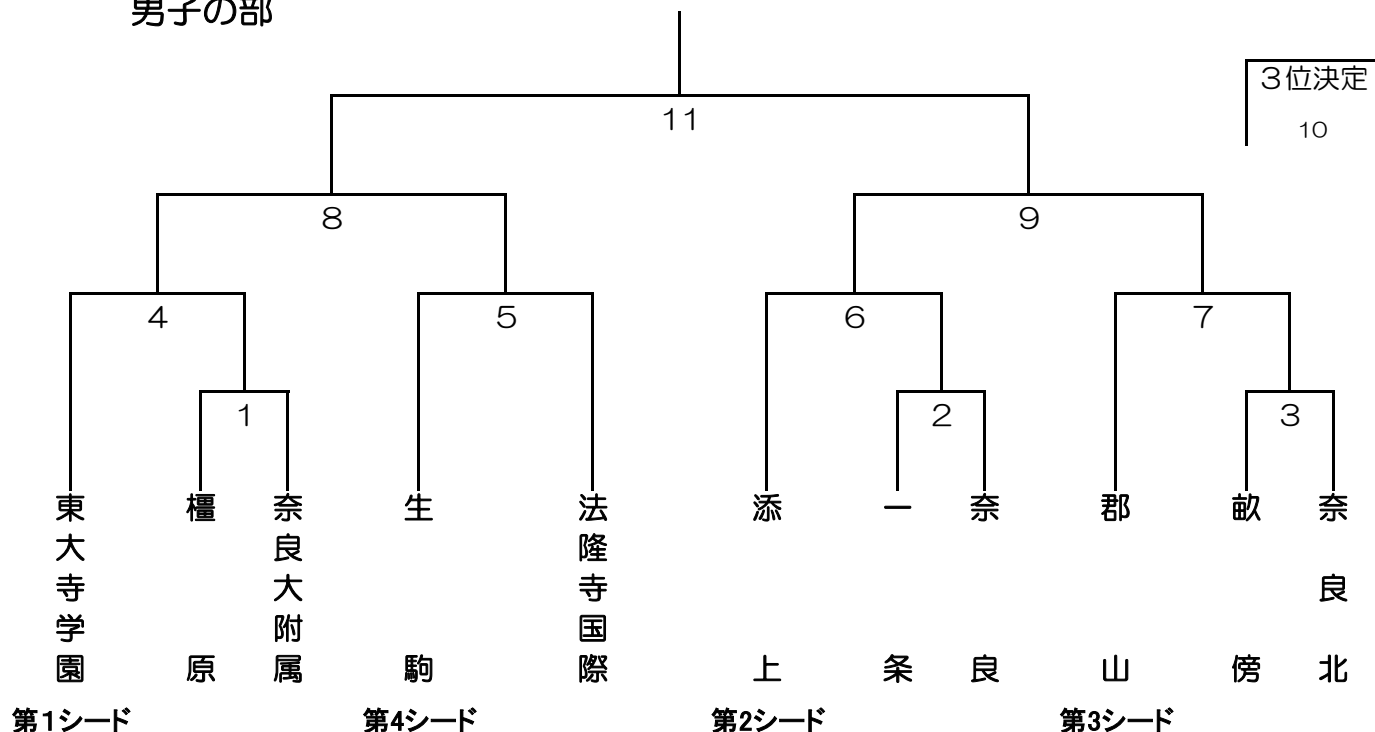 男子の部
3位決定
10
11
8
9
4
5
6
7
1
2
3
東大寺学園
橿原
奈良大附属
生駒
法隆寺国際
添上
一条
奈良
郡山
畝傍
奈良北
第1シード
第4シード
第2シード
第3シード